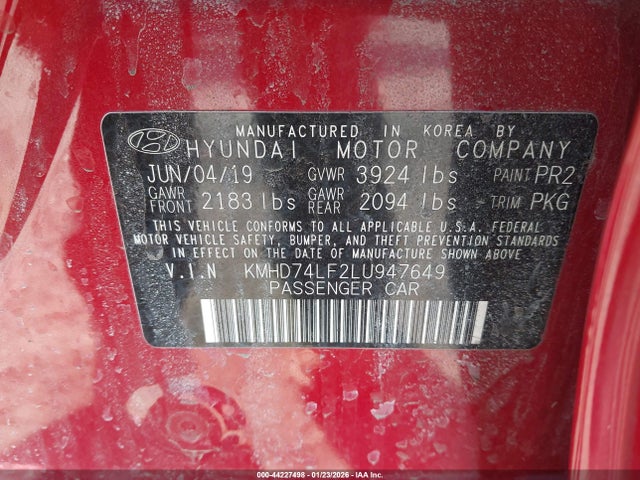 MANUFACTURED IN KOREA BY
HYUNDAI MOTOR COMPANY
JUN/04/19 GVWR 3924 lbs PAINT PR2
GAWR FRONT 2183 lbs GAWR REAR 2094 lbs TRIM PKG
THIS VEHICLE CONFORMS TO ALL APPLICABLE U.S.A. FEDERAL
MOTOR VEHICLE SAFETY, BUMPER, AND THEFT PREVENTION STANDARDS
IN EFFECT ON THE DATE OF MANUFACTURE SHOWN ABOVE
V.I.N KMHD74LF2LU947649
PASSENGER CAR
000-44227498 - 01/23/2026 - IAA Inc.